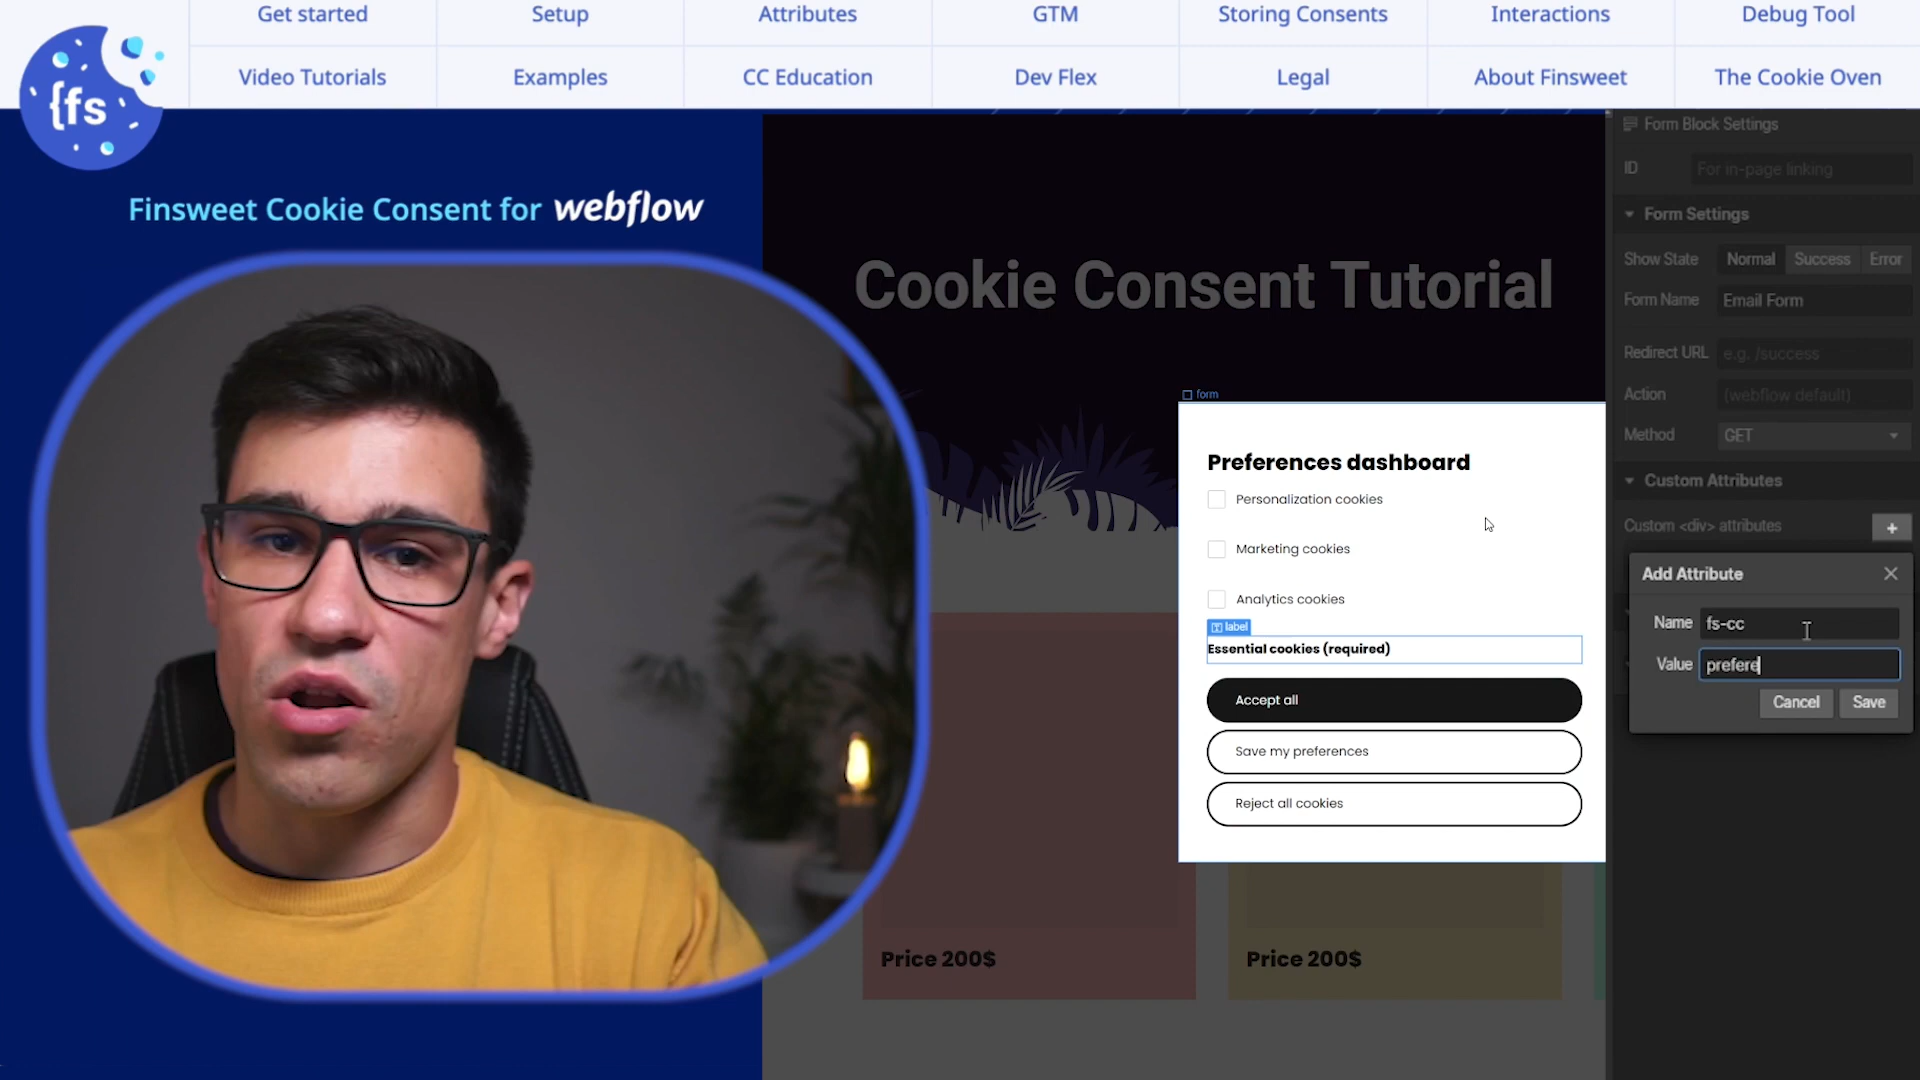 Get started
Setup
Attributes
GTM
Storing Consents
Interactions
Debug Tool
Video Tutorials
Examples
CC Education
Dev Flex
Legal
About Finsweet
The Cookie Oven
{fs
Finsweet Cookie Consent for webflow
Cookie Consent Tutorial
form
Preferences dashboard
Personalization cookies
Marketing cookies
Analytics cookies
label
Essential cookies (required)
Accept all
Save my preferences
Reject all cookies
Price 200$
Price 200$
Form Block Settings
ID For in-page linking
Form Settings
Show State Normal Success Error
Form Name Email Form
Redirect URL e.g. /success
Action (webflow default)
Method GET
Custom Attributes
Custom <div> attributes +
Add Attribute
Name fs-cc
Value prefere
Cancel Save